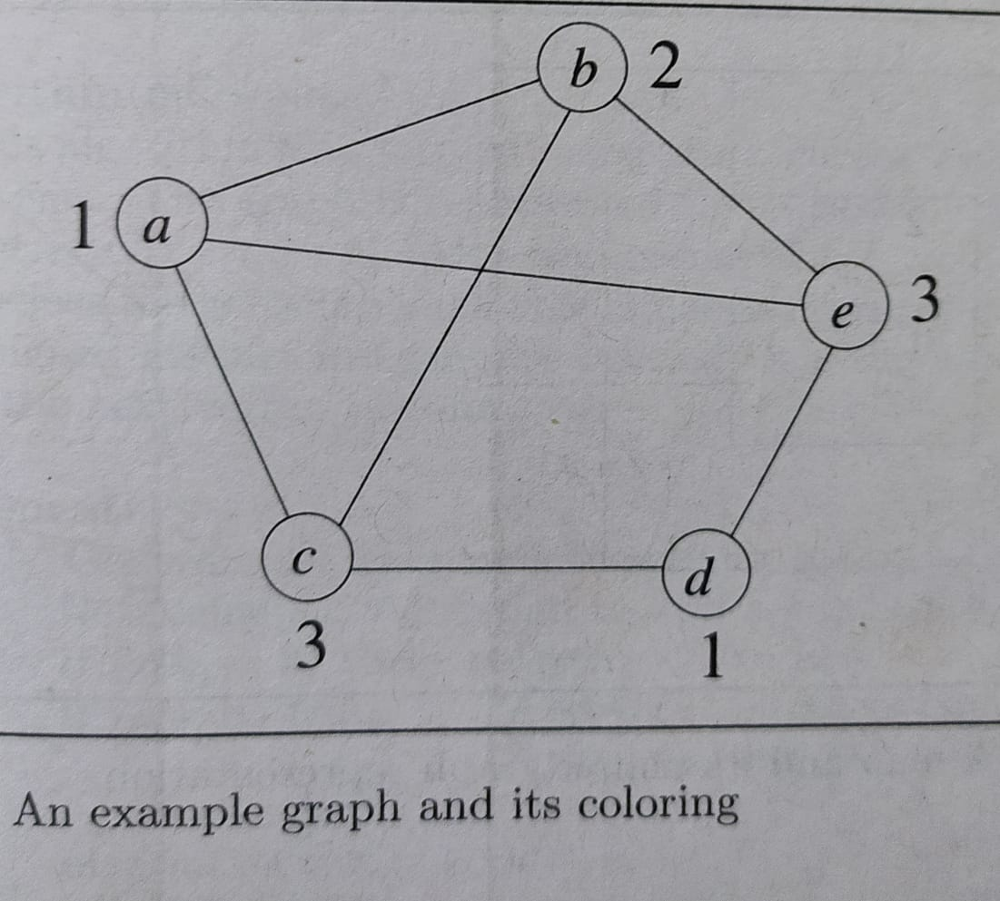 b 2
1 a
e 3
c
d
3
1
An example graph and its coloring